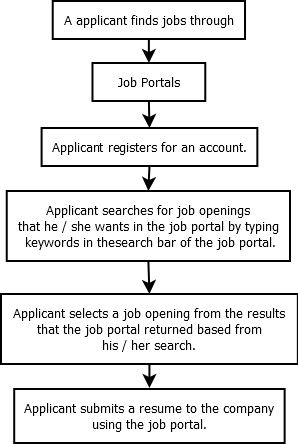 A applicant finds jobs through
Job Portals
Applicant registers for an account.
Applicant searches for job openings
that he / she wants in the job portal by typing
keywords in thesearch bar of the job portal.
Applicant selects a job opening from the results
that the job portal returned based from
his / her search.
Applicant submits a resume to the company
using the job portal.